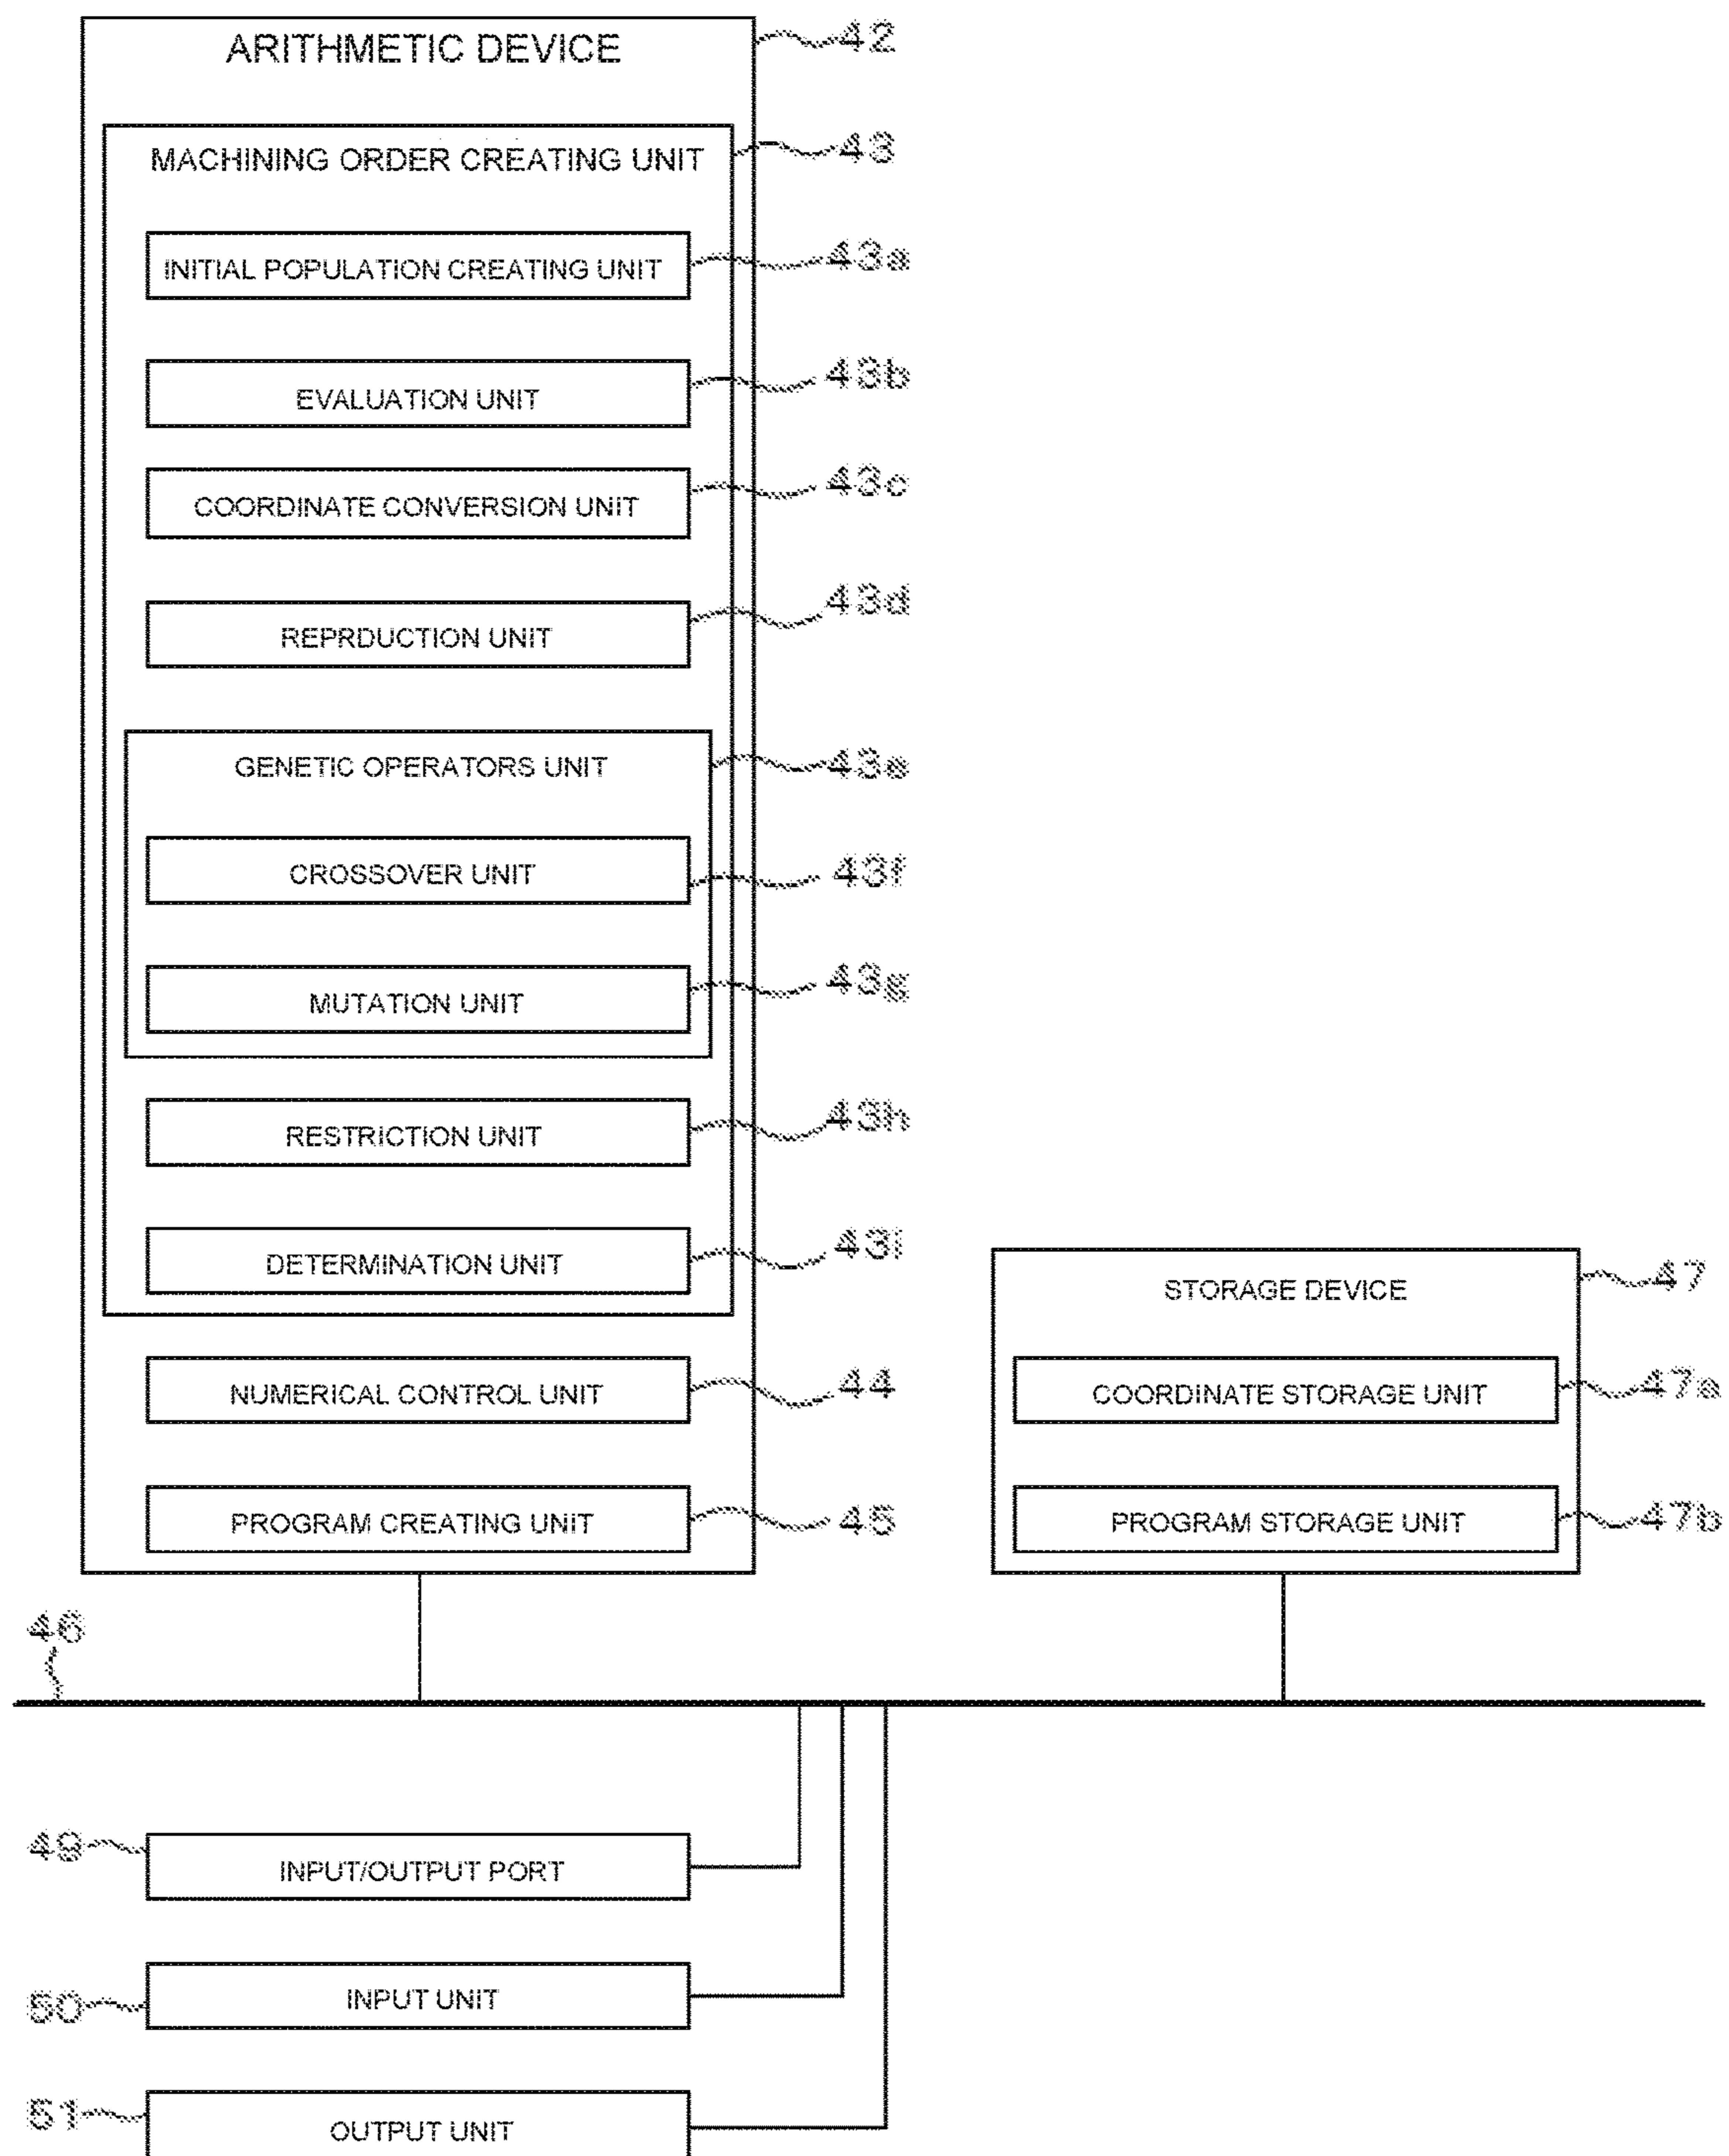 ARITHMETIC DEVICE 42
MACHINING ORDER CREATING UNIT 43
INITIAL POPULATION CREATING UNIT 43a
EVALUATION UNIT 43b
COORDINATE CONVERSION UNIT 43c
REPRDUCTION UNIT 43d
GENETIC OPERATORS UNIT 43e
CROSSOVER UNIT 43f
MUTATION UNIT 43g
RESTRICTION UNIT 43h
DETERMINATION UNIT 43i
NUMERICAL CONTROL UNIT 44
PROGRAM CREATING UNIT 45
STORAGE DEVICE 47
COORDINATE STORAGE UNIT 47a
PROGRAM STORAGE UNIT 47b
46
49 INPUT/OUTPUT PORT
50 INPUT UNIT
51 OUTPUT UNIT